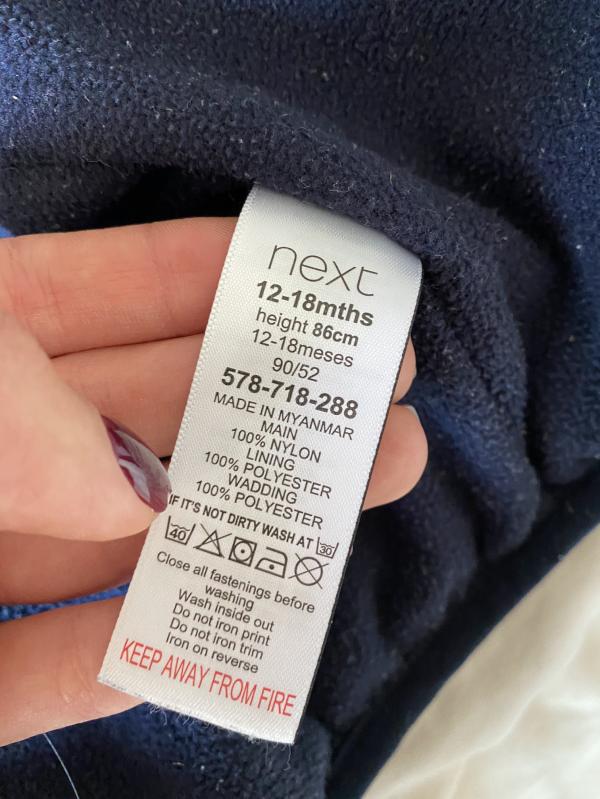 next
12-18mths
height 86cm
12-18meses
90/52
578-718-288
MADE IN MYANMAR
MAIN
100% NYLON
LINING
100% POLYESTER
WADDING
100% POLYESTER
IF IT'S NOT DIRTY WASH AT 30
40
Close all fastenings before
washing
Wash inside out
Do not iron print
Do not iron trim
Iron on reverse
KEEP AWAY FROM FIRE